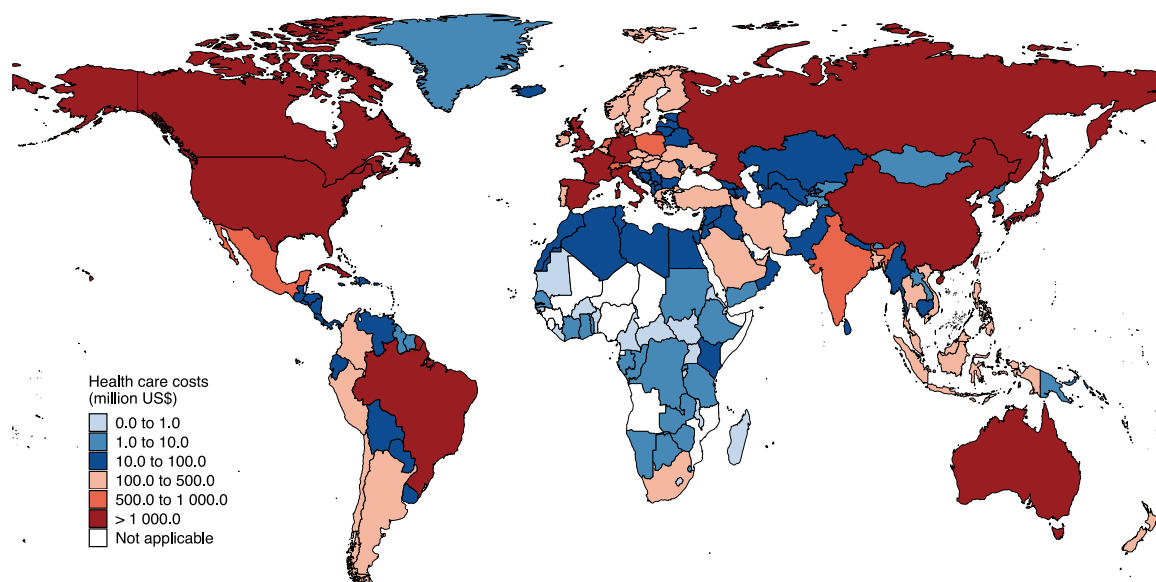 Health care costs
(million US$)
0.0 to 1.0
1.0 to 10.0
10.0 to 100.0
100.0 to 500.0
500.0 to 1 000.0
> 1 000.0
Not applicable